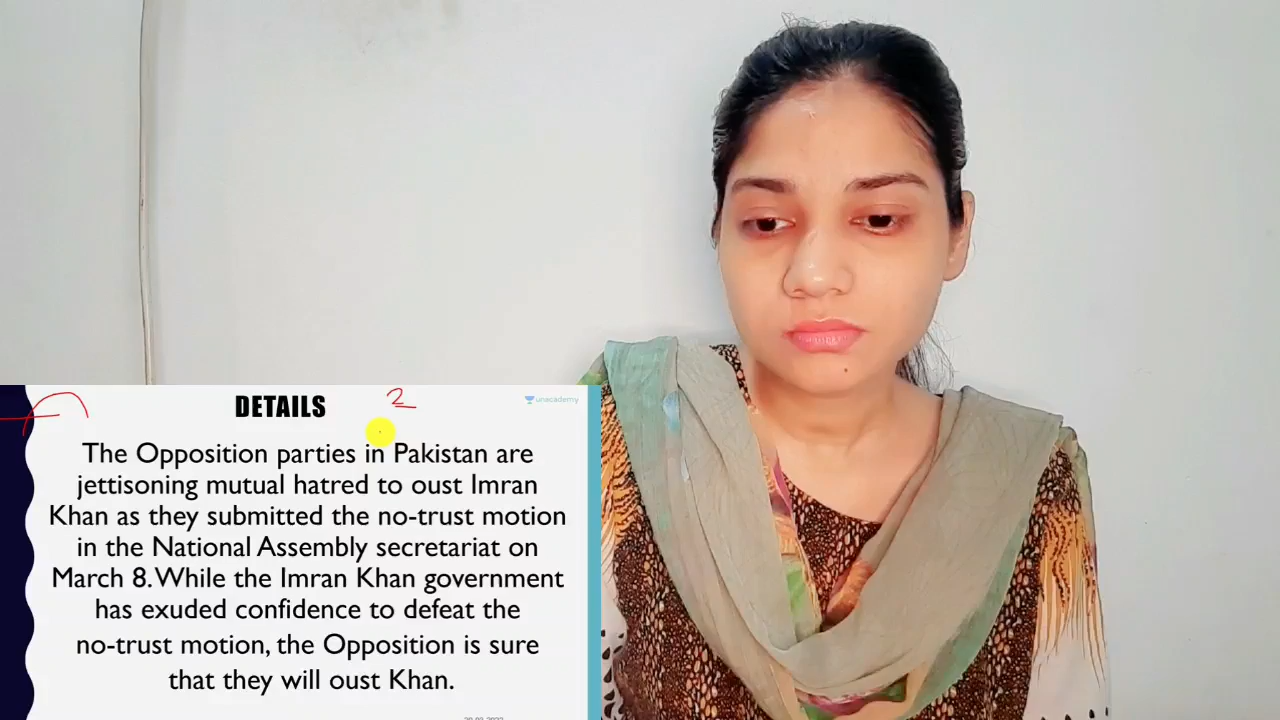 DETAILS
2
unacademy
The Opposition parties in Pakistan are
jettisoning mutual hatred to oust Imran
Khan as they submitted the no-trust motion
in the National Assembly secretariat on
March 8. While the Imran Khan government
has exuded confidence to defeat the
no-trust motion, the Opposition is sure
that they will oust Khan.